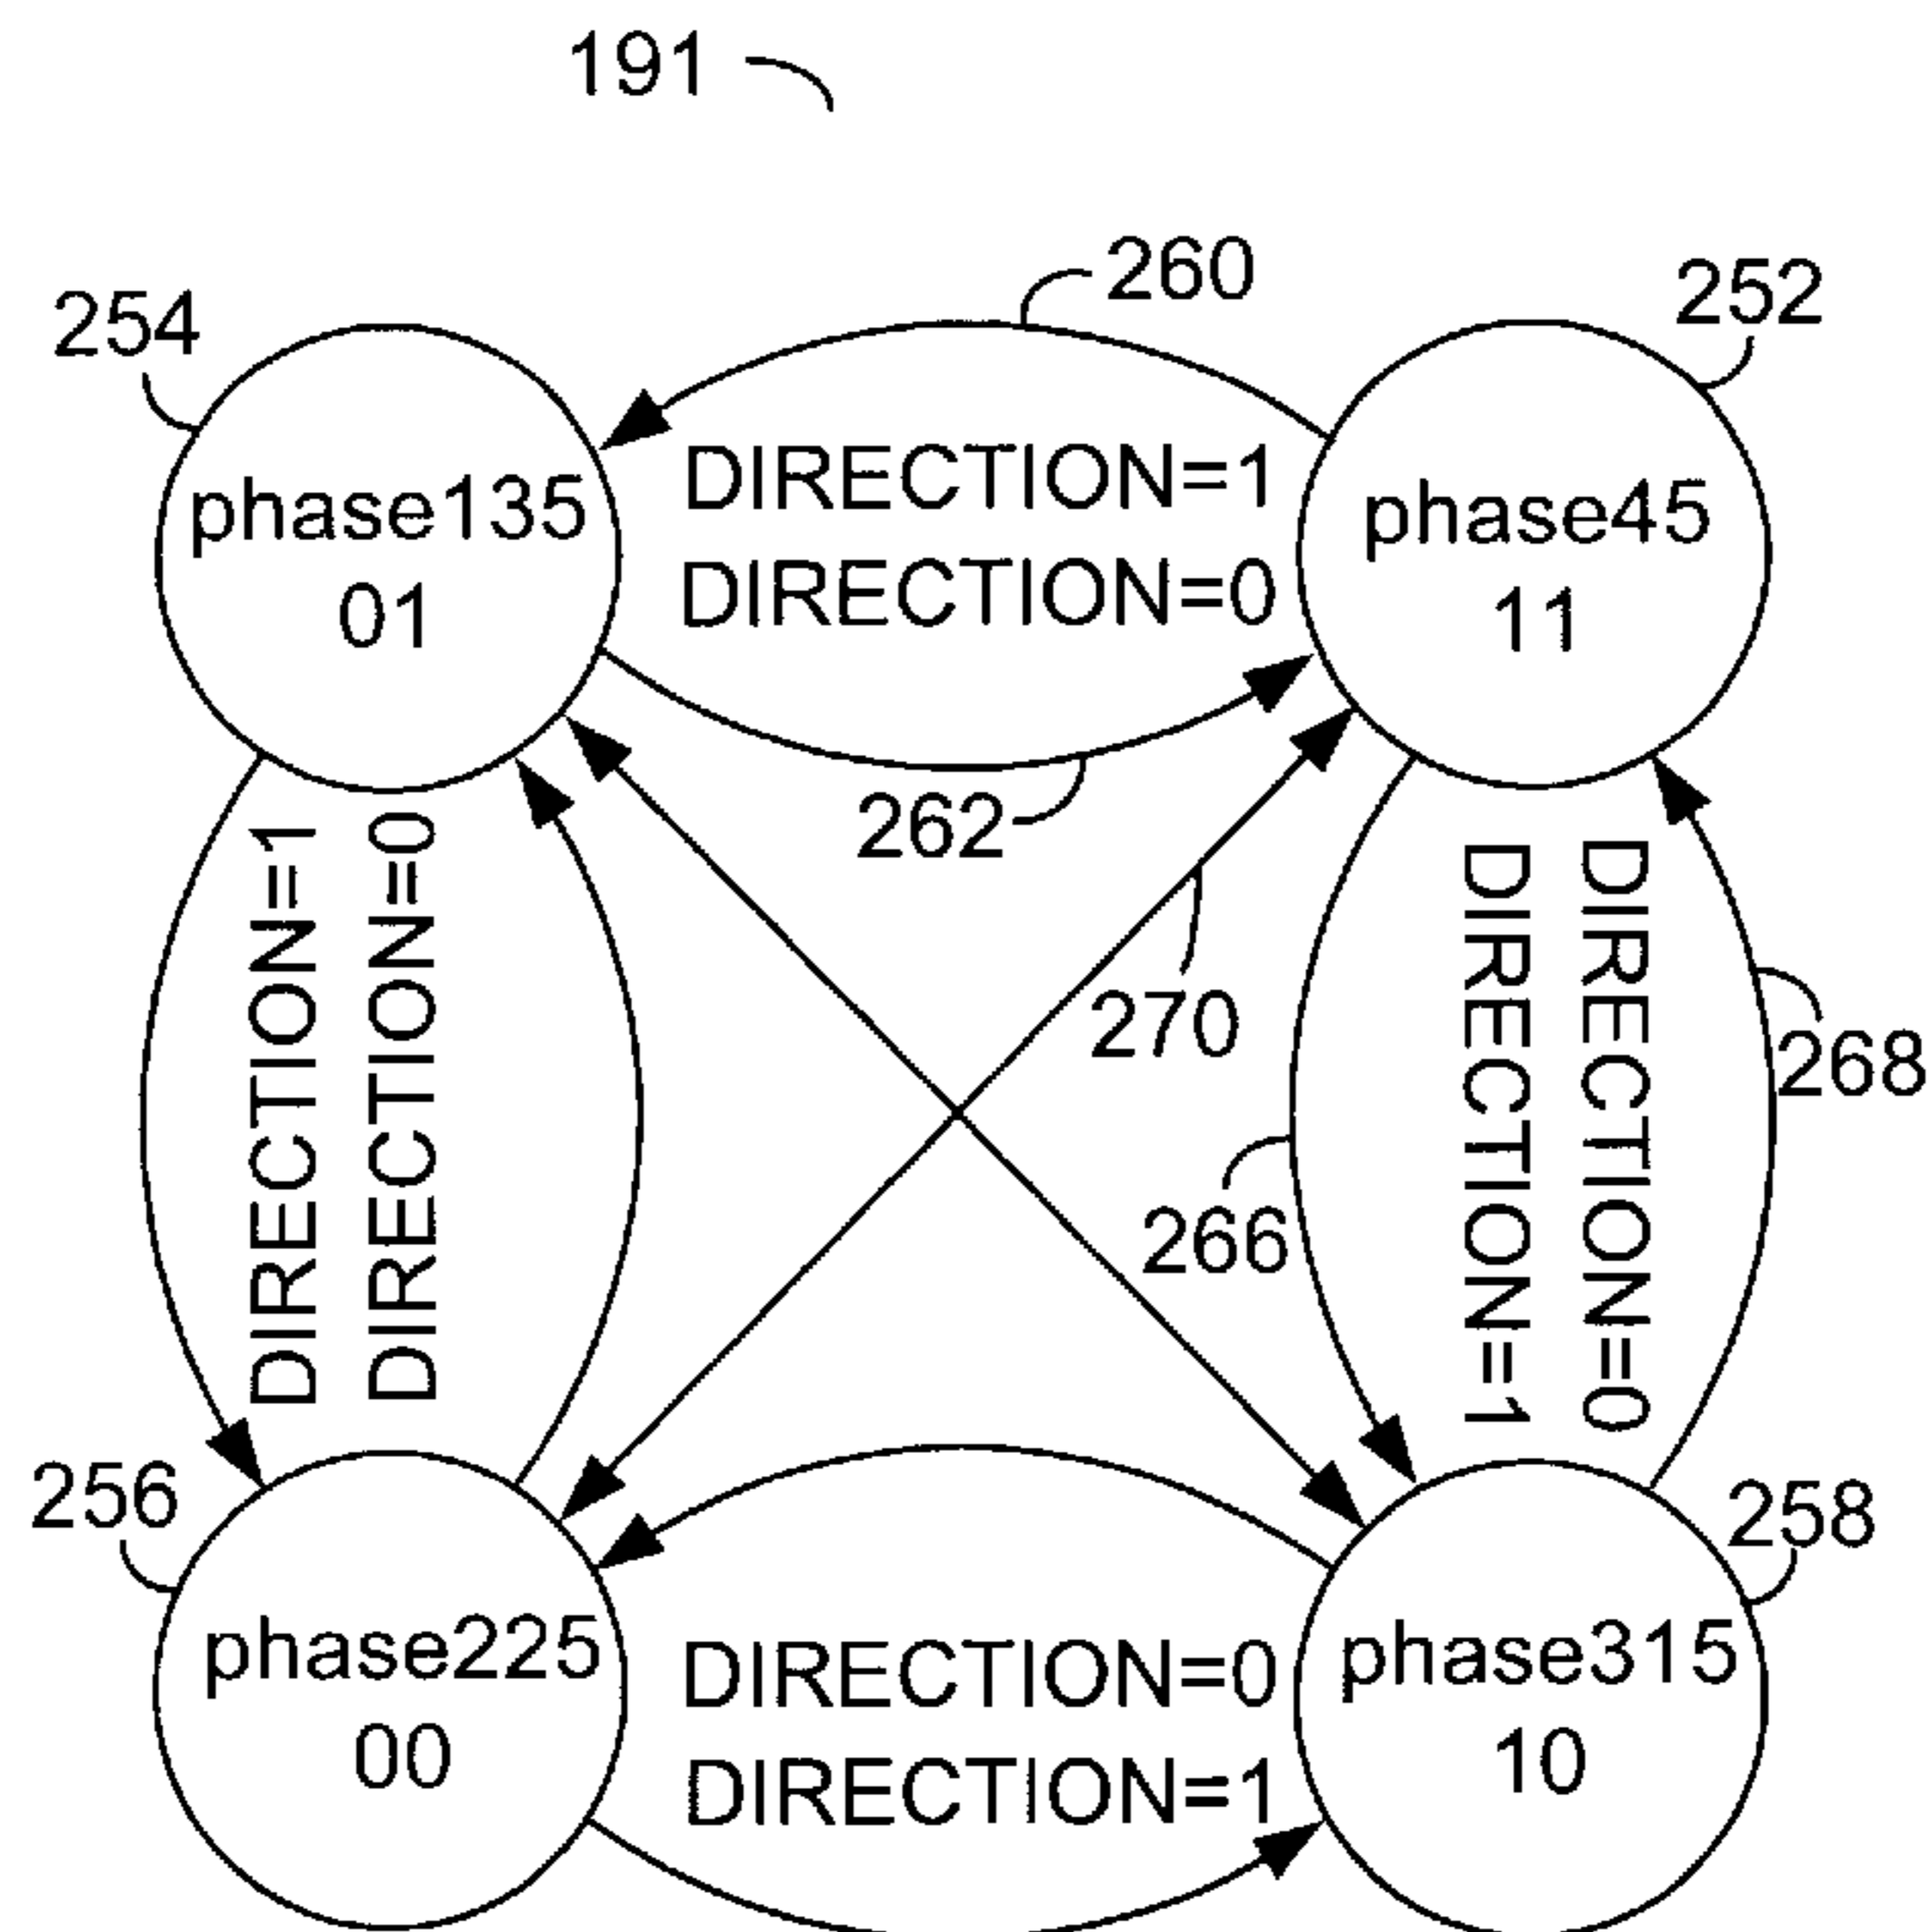 191
260
252
254
DIRECTION=1
DIRECTION=0
phase135
01
phase45
11
262
DIRECTION=1
DIRECTION=0
270
266
DIRECTION=0
DIRECTION=1
268
256
258
phase225
00
DIRECTION=0
DIRECTION=1
phase315
10